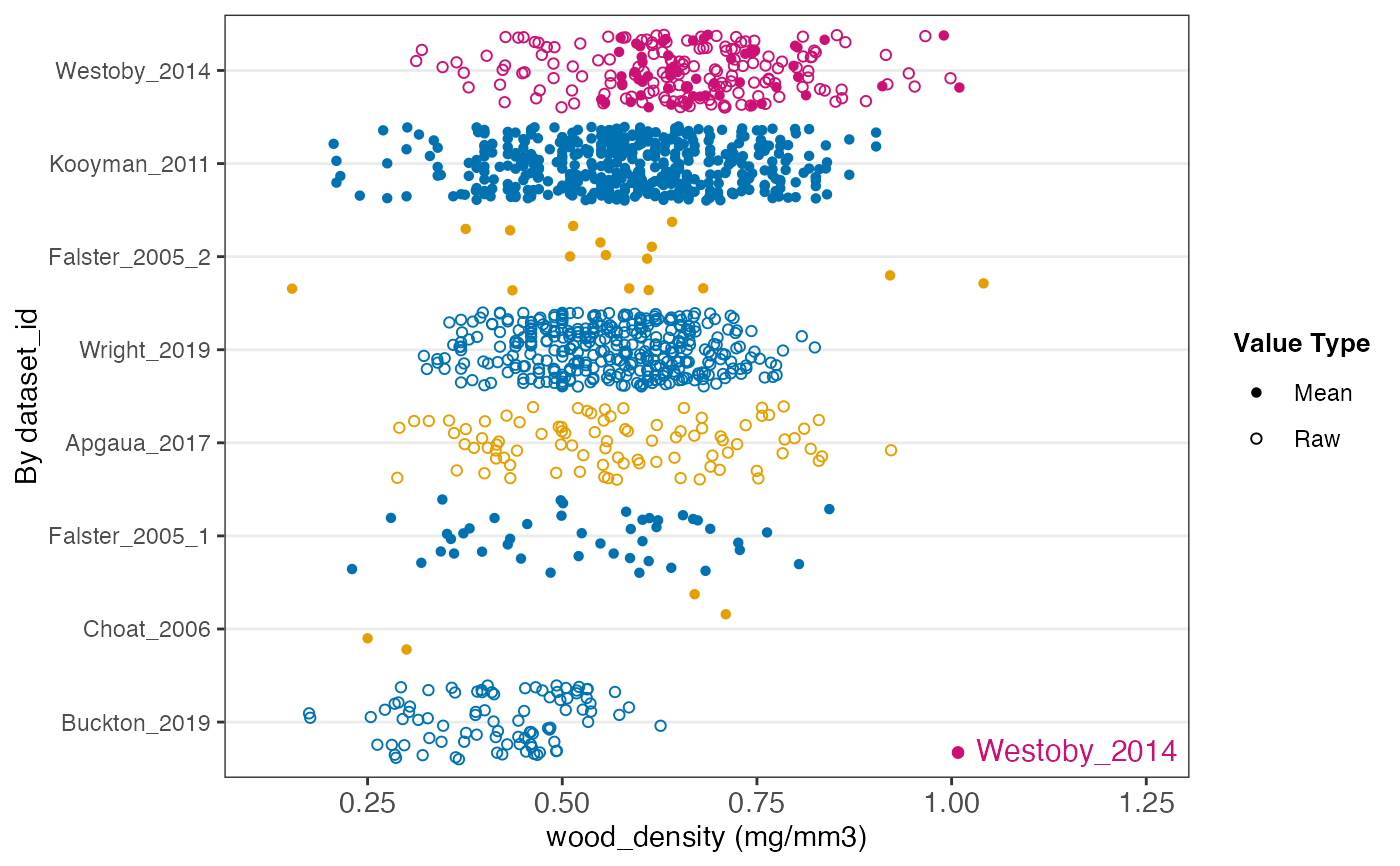 By dataset_id
Westoby_2014
Kooyman_2011
Falster_2005_2
Wright_2019
Apgaua_2017
Falster_2005_1
Choat_2006
Buckton_2019
Westoby_2014
0.25 0.50 0.75 1.00 1.25
wood_density (mg/mm3)
Value Type
Mean
Raw